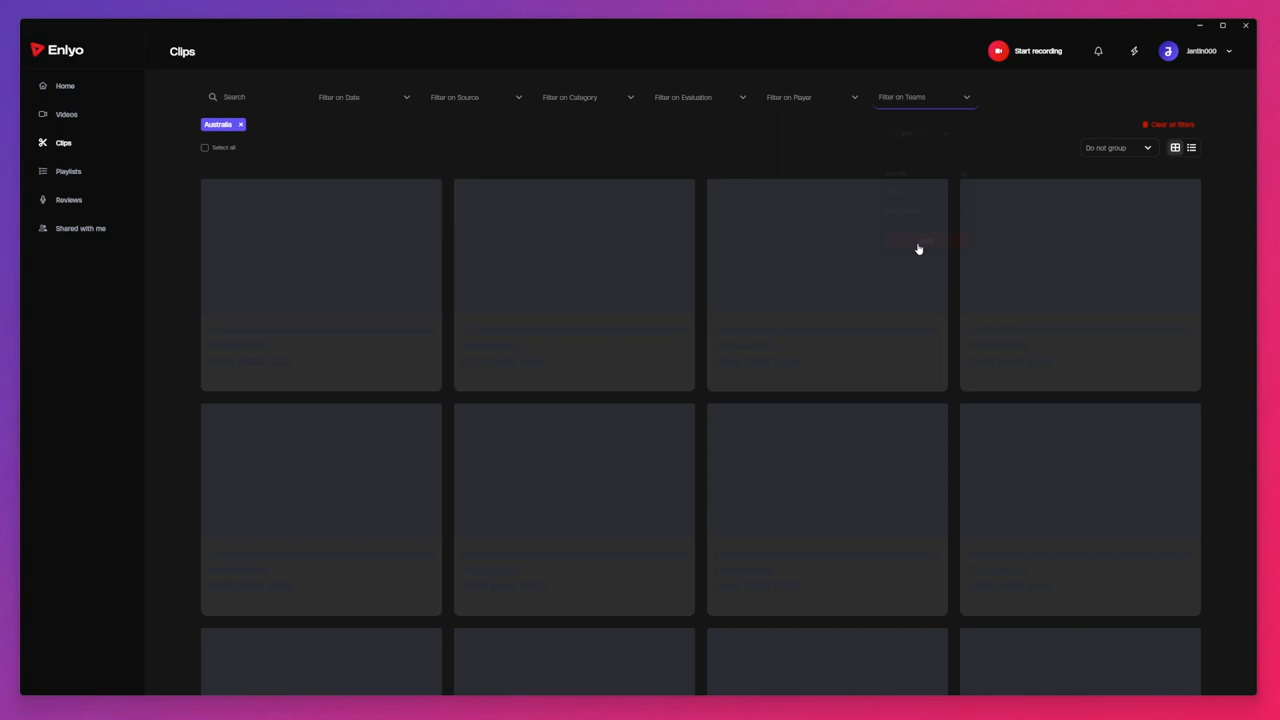 Enlyo
Clips
Start recording
Jantin000
Home
Videos
Clips
Playlists
Reviews
Shared with me
Search
Filter on Date
Filter on Source
Filter on Category
Filter on Evaluation
Filter on Player
Filter on Teams
Australia ×
Clear all filters
Select all
Do not group